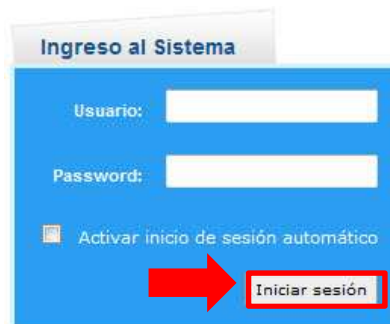 Ingreso al Sistema
Usuario:
Password:
Activar inicio de sesión automático
Iniciar sesión